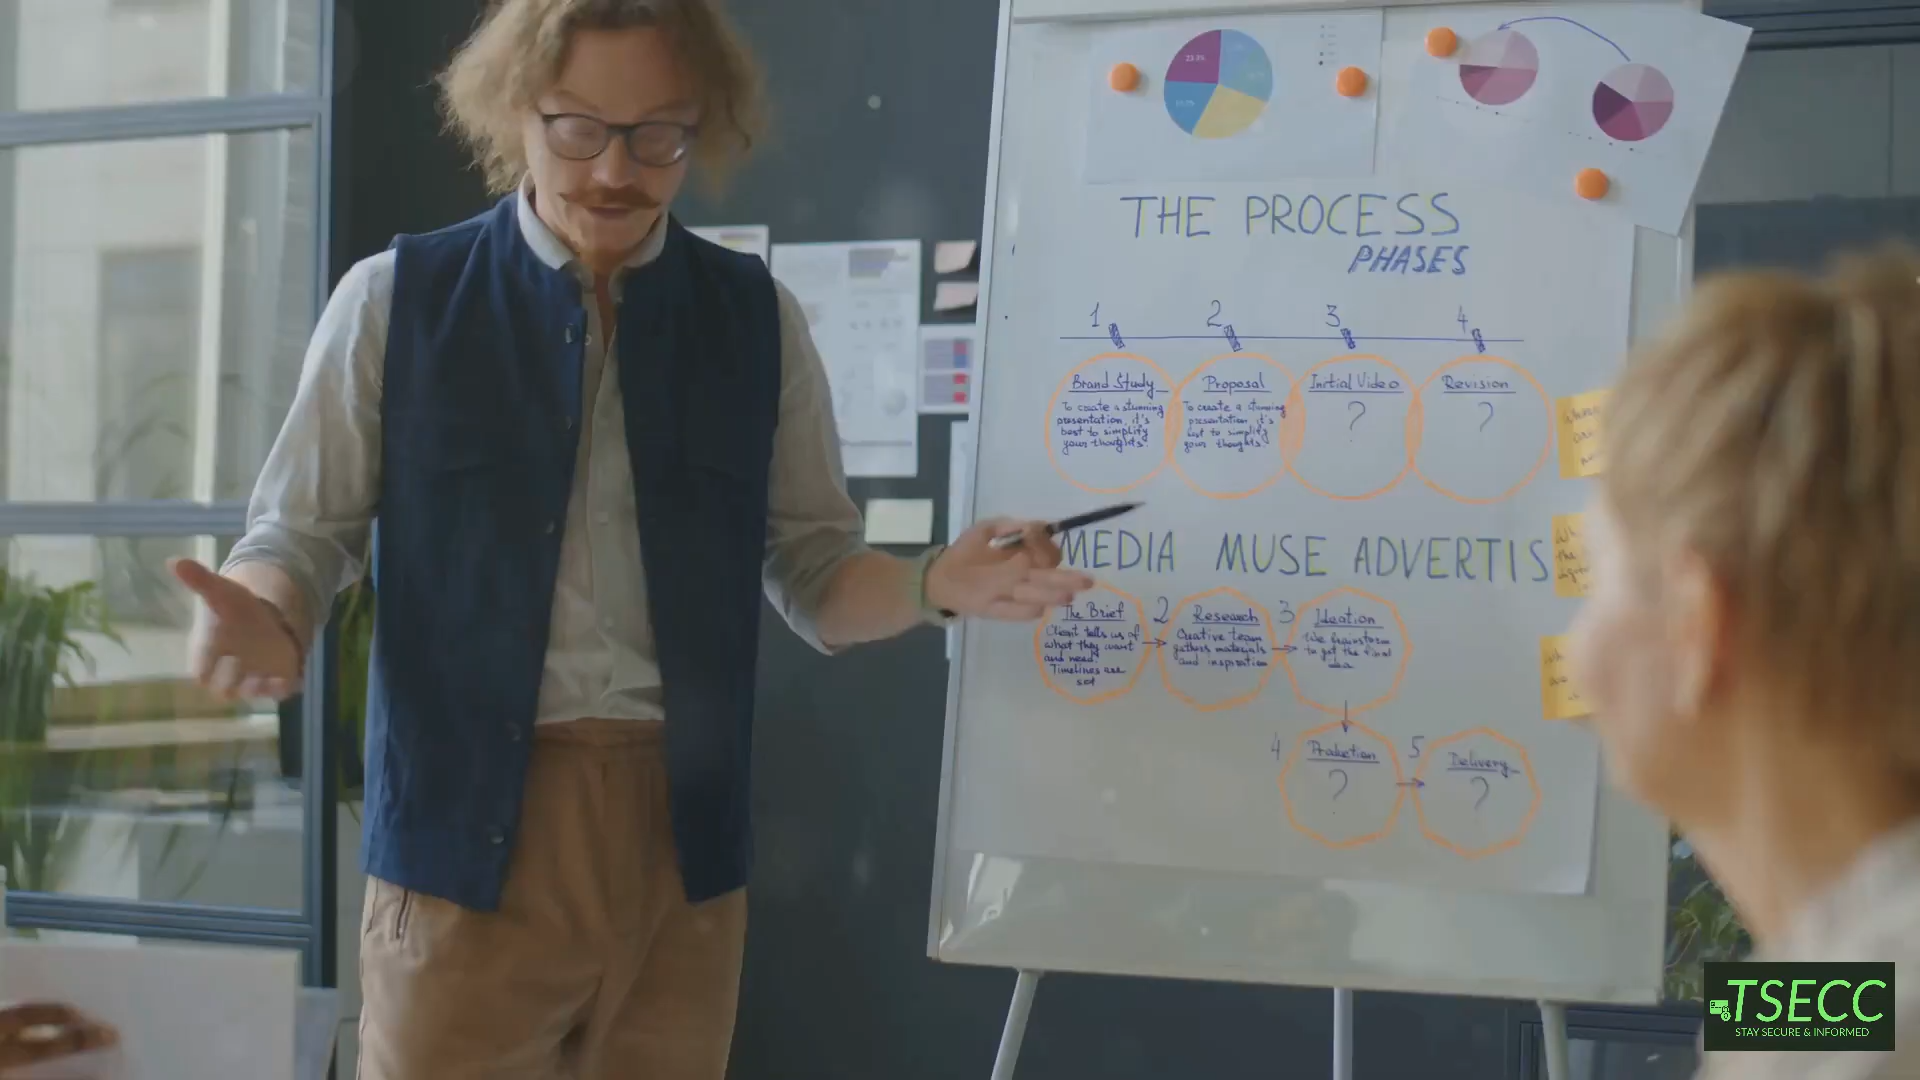 23.3%
THE PROCESS
PHASES
1 2 3 4
Brand Study
To create a stunning
presentation, it's
best to simplify
your thoughts
Proposal
To create a stunning
presentation it's
best to simplify
your thoughts
Initial Video
?
Revision
?
MEDIA MUSE ADVERTIS
The Brief
Client tells us of
what they want
and need.
Timelines are
set
2
Research
Creative team
gathers materials
and inspiration
3
Ideation
We brainstorm
to get the final
idea
4
Production
?
5
Delivery
?
TSECC
STAY SECURE & INFORMED